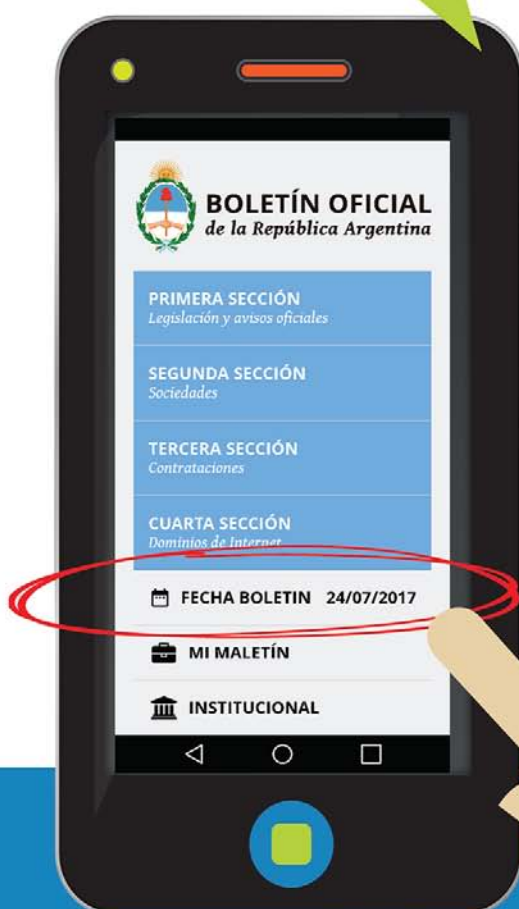 BOLETÍN OFICIAL
de la República Argentina
PRIMERA SECCIÓN
Legislación y avisos oficiales
SEGUNDA SECCIÓN
Sociedades
TERCERA SECCIÓN
Contrataciones
CUARTA SECCIÓN
Dominios de Internet
FECHA BOLETIN 24/07/2017
MI MALETÍN
INSTITUCIONAL